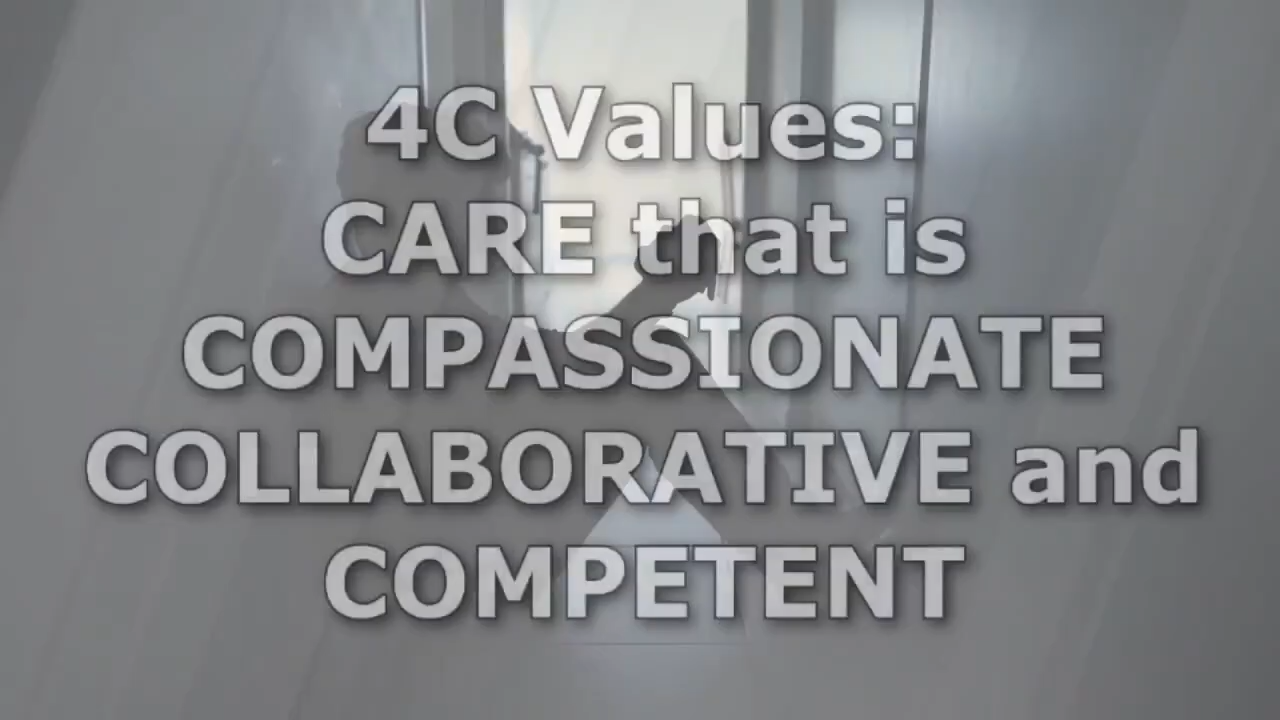 4C Values:
CARE that is
COMPASSIONATE
COLLABORATIVE and
COMPETENT